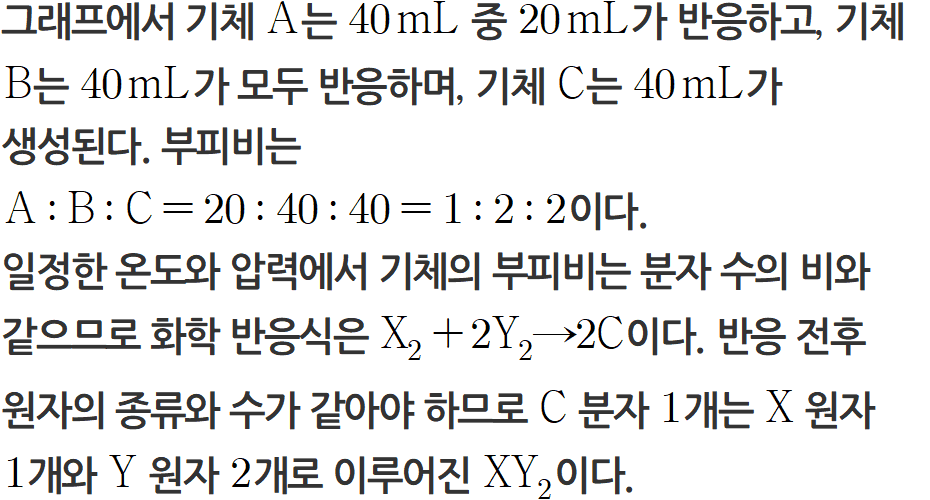 그래프에서 기체 A는 40 mL 중 20 mL가 반응하고, 기체
B는 40 mL가 모두 반응하며, 기체 C는 40 mL가
생성된다. 부피비는
A : B : C = 20 : 40 : 40 = 1 : 2 : 2이다.
일정한 온도와 압력에서 기체의 부피비는 분자 수의 비와
같으므로 화학 반응식은 X₂ + 2Y₂→2C이다. 반응 전후
원자의 종류와 수가 같아야 하므로 C 분자 1개는 X 원자
1개와 Y 원자 2개로 이루어진 XY₂이다.